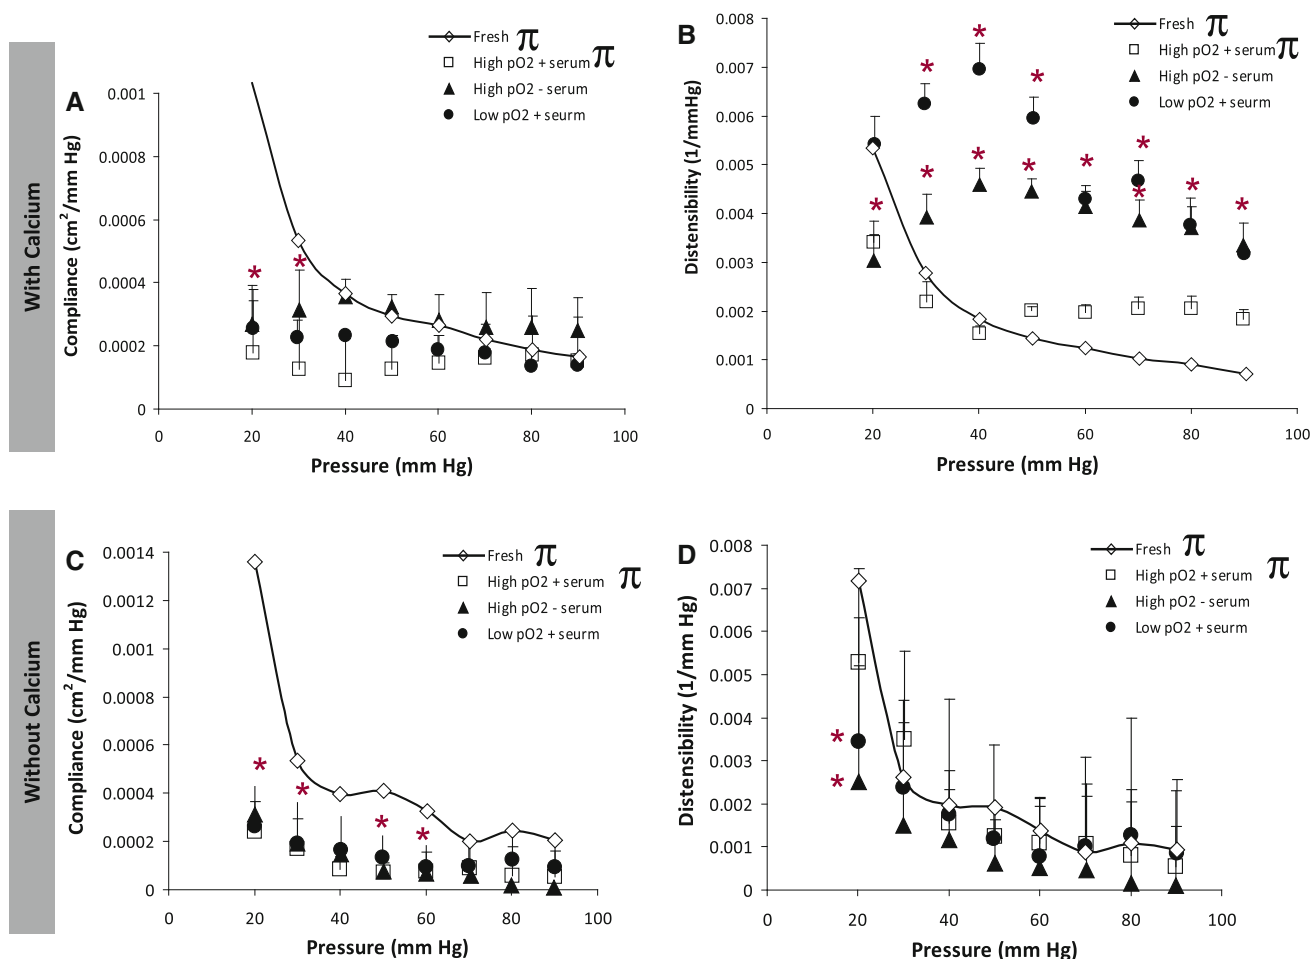 With Calcium
A
Fresh π
High pO2 + serum π
High pO2 - serum
Low pO2 + seurm
Compliance (cm2/mm Hg)
0.001
0.0008
0.0006
0.0004
0.0002
0
* *
0 20 40 60 80 100
Pressure (mm Hg)
B
Fresh π
High pO2 + serum π
High pO2 - serum
Low pO2 + seurm
Distensibility (1/mmHg)
0.008
0.007
0.006
0.005
0.004
0.003
0.002
0.001
0
* * * * * * * * * * * *
0 20 40 60 80 100
Pressure (mm Hg)
Without Calcium
C
Fresh π
High pO2 + serum π
High pO2 - serum
Low pO2 + seurm
Compliance (cm2/mm Hg)
0.0014
0.0012
0.001
0.0008
0.0006
0.0004
0.0002
0
* * * *
0 20 40 60 80 100
Pressure (mm Hg)
D
Fresh π
High pO2 + serum π
High pO2 - serum
Low pO2 + seurm
Distensibility (1/mm Hg)
0.008
0.007
0.006
0.005
0.004
0.003
0.002
0.001
0
*
*
0 20 40 60 80 100
Pressure (mm Hg)